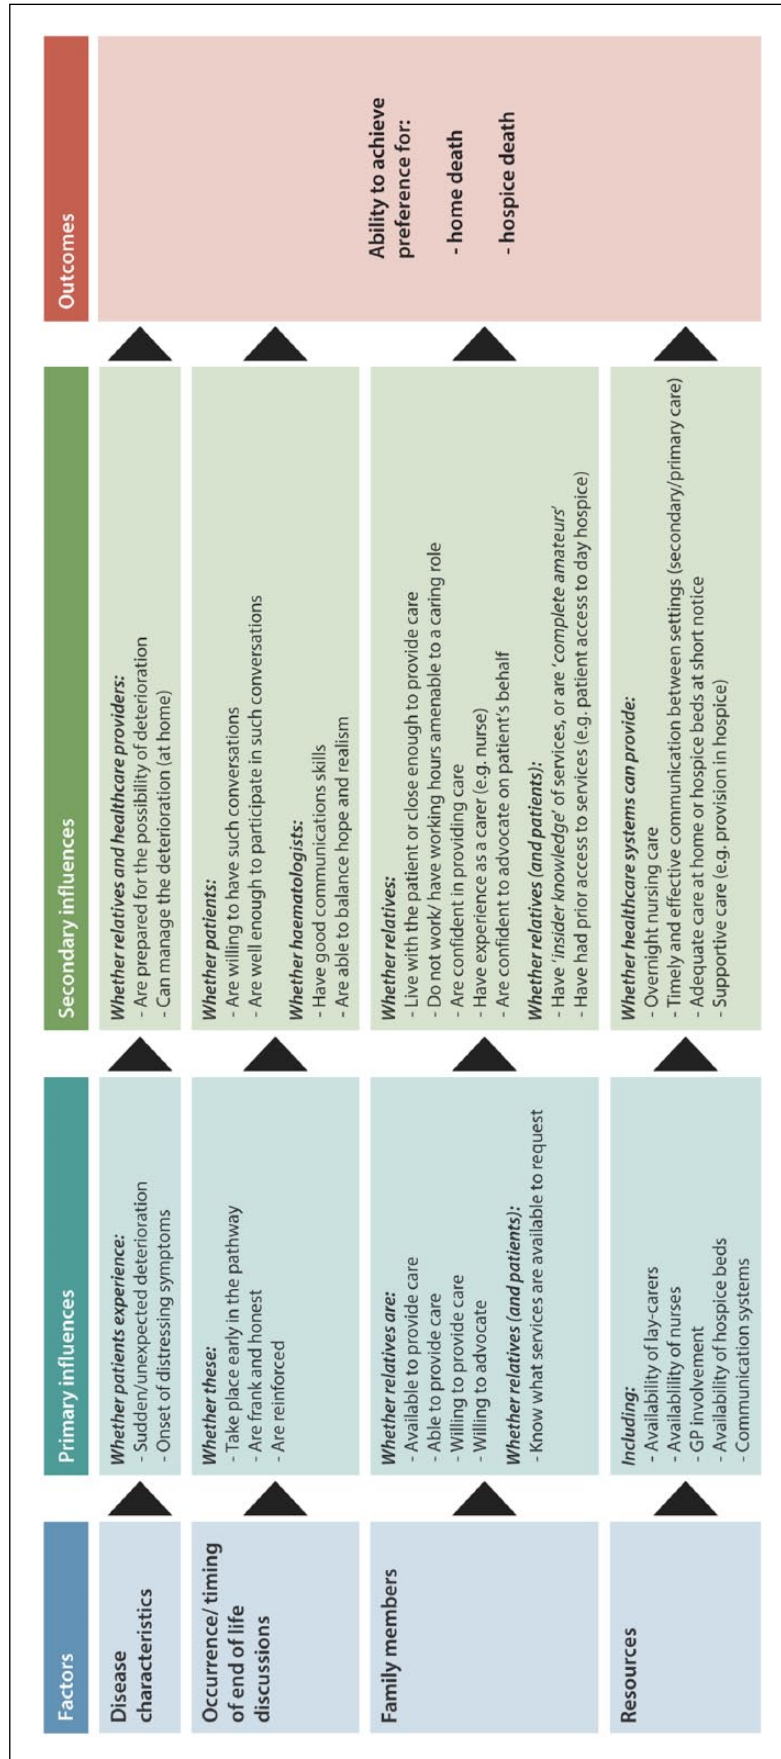 Factors
Primary influences
Secondary influences
Outcomes
Disease
characteristics
Whether patients experience:
- Sudden/unexpected deterioration
- Onset of distressing symptoms
Whether relatives and healthcare providers:
- Are prepared for the possibility of deterioration
- Can manage the deterioration (at home)
Occurrence/ timing
of end of life
discussions
Whether these:
- Take place early in the pathway
- Are frank and honest
- Are reinforced
Whether patients:
- Are willing to have such conversations
- Are well enough to participate in such conversations
Whether haematologists:
- Have good communications skills
- Are able to balance hope and realism
Family members
Whether relatives are:
- Available to provide care
- Able to provide care
- Willing to provide care
- Willing to advocate
Whether relatives (and patients):
- Know what services are available to request
Whether relatives:
- Live with the patient or close enough to provide care
- Do not work/ have working hours amenable to a caring role
- Are confident in providing care
- Have experience as a carer (e.g. nurse)
- Are confident to advocate on patient's behalf
Whether relatives (and patients):
- Have 'insider knowledge' of services, or are 'complete amateurs'
- Have had prior access to services (e.g. patient access to day hospice)
Resources
Including:
- Availability of lay-carers
- Availablility of nurses
- GP involvement
- Availability of hospice beds
- Communication systems
Whether healthcare systems can provide:
- Overnight nursing care
- Timely and effective communication between settings (secondary/primary care)
- Adequate care at home or hospice beds at short notice
- Supportive care (e.g. provision in hospice)
Ability to achieve
preference for:
- home death
- hospice death